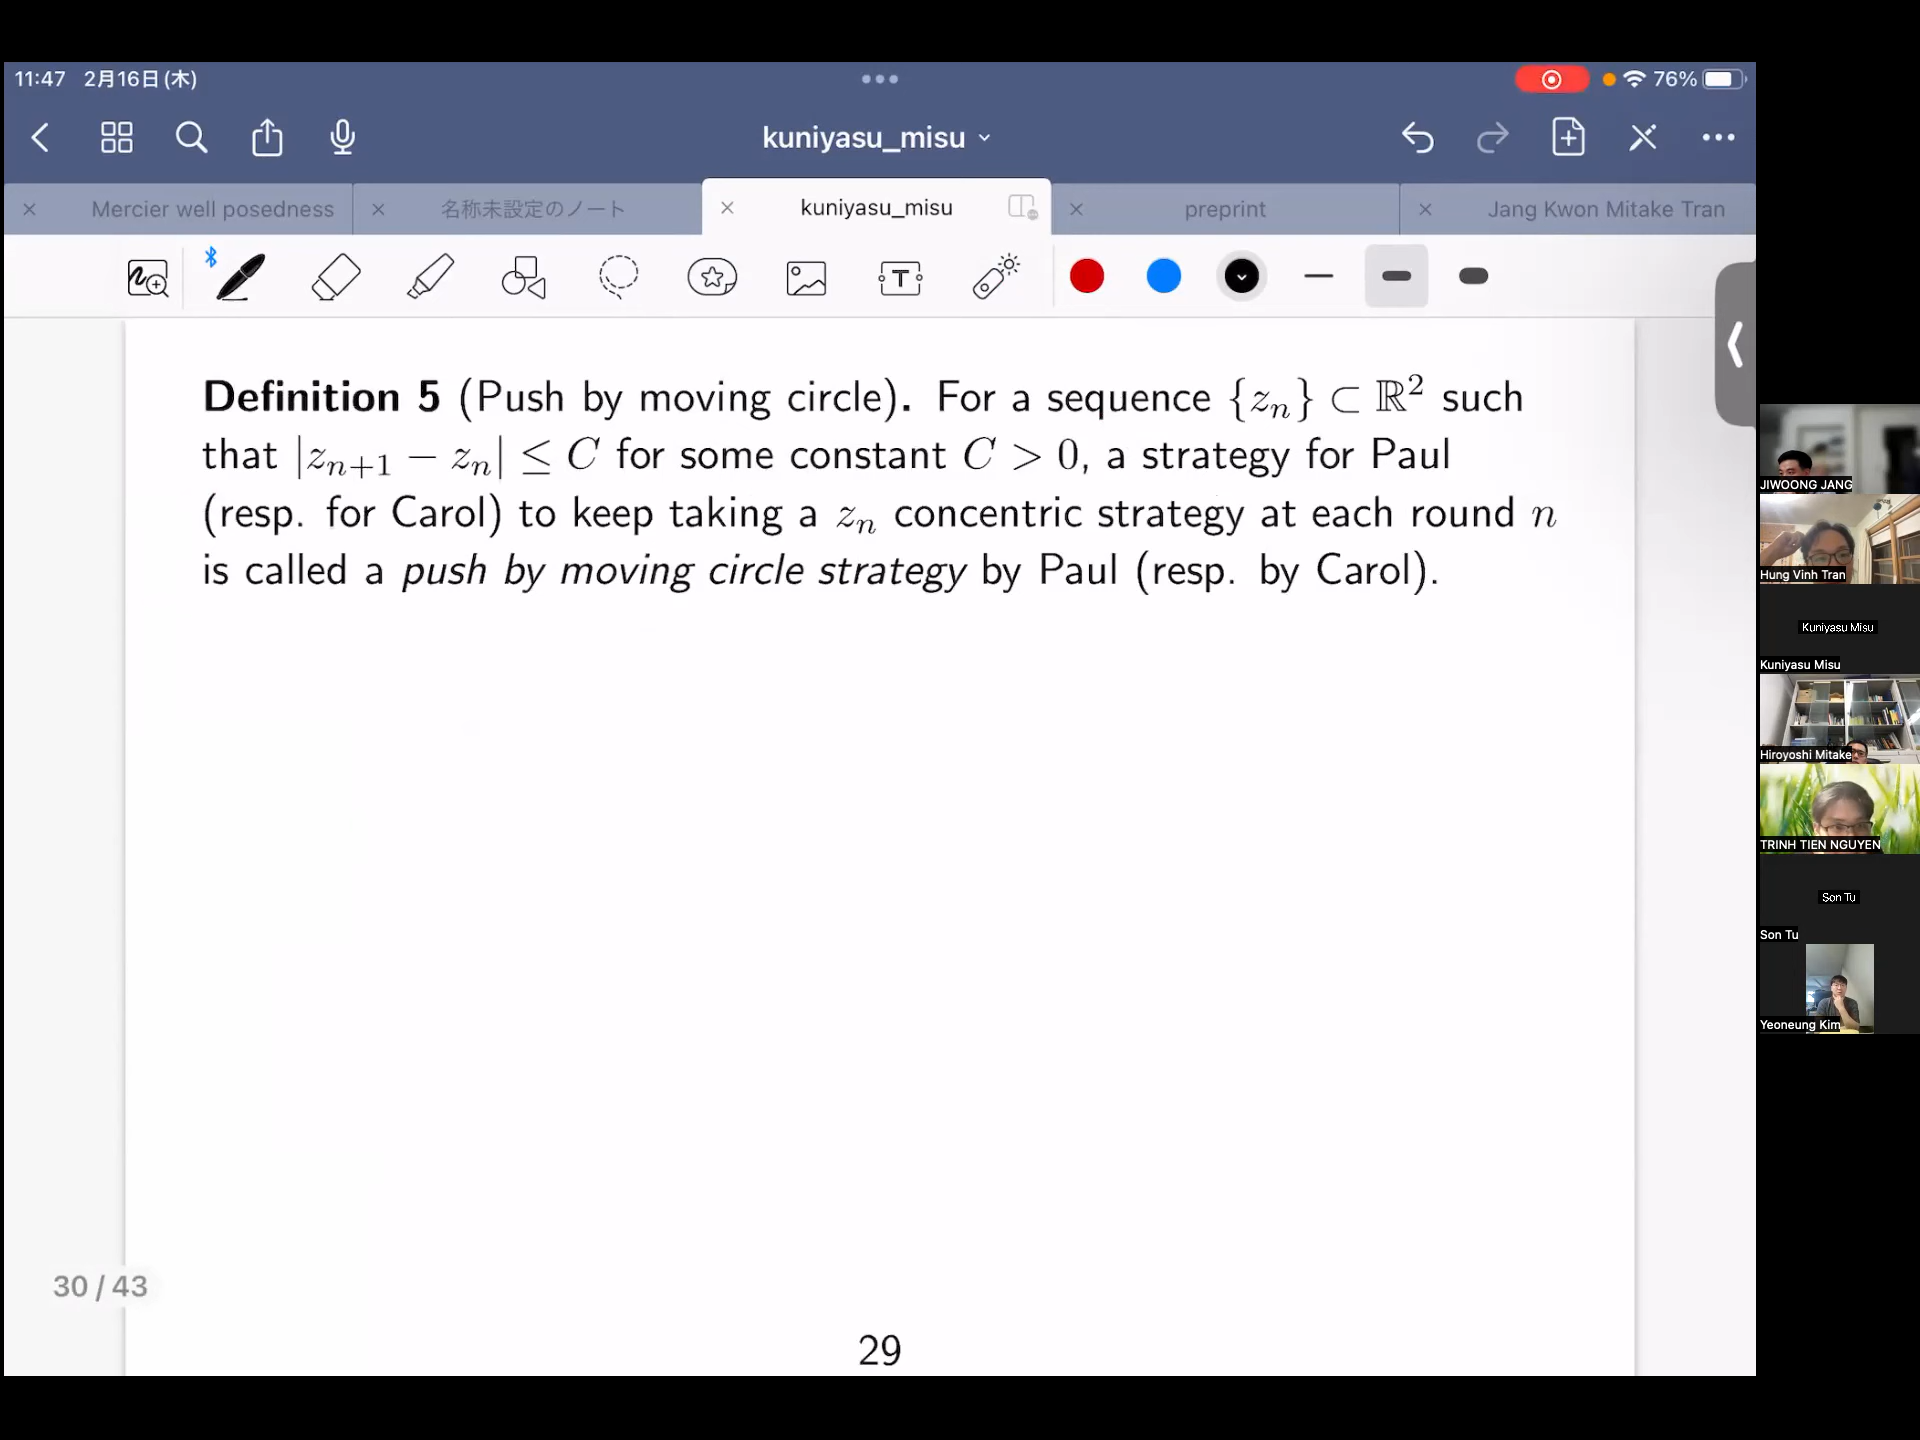 11:47 2月16日(木)
76%
kuniyasu_misu
Mercier well posedness
名称未設定のノート
kuniyasu_misu
preprint
Jang Kwon Mitake Tran
T
Definition 5 (Push by moving circle). For a sequence {z_n} ⊂ ℝ² such
that |z_{n+1} − z_n| ≤ C for some constant C > 0, a strategy for Paul
(resp. for Carol) to keep taking a z_n concentric strategy at each round n
is called a push by moving circle strategy by Paul (resp. by Carol).
30 / 43
29
JIWOONG JANG
Hung Vinh Tran
Kuniyasu Misu
Kuniyasu Misu
Hiroyoshi Mitake
TRINH TIEN NGUYEN
Son Tu
Son Tu
Yeoneung Kim